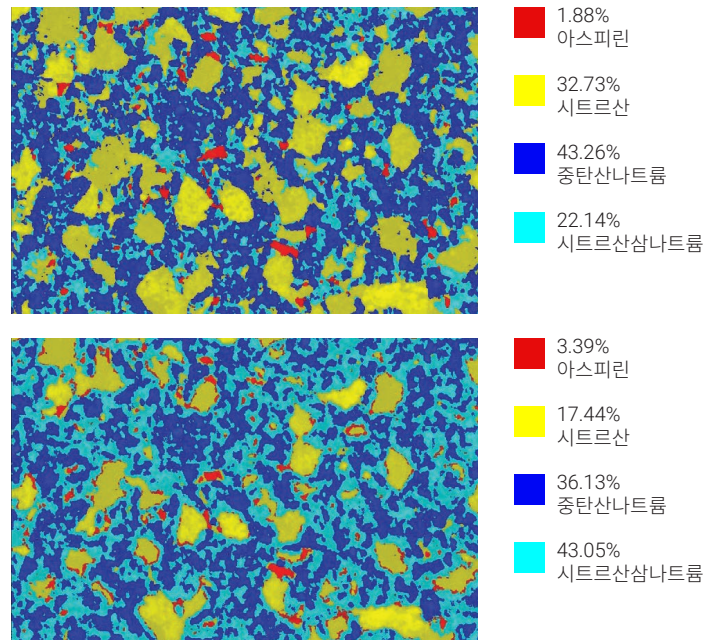 1.88%
아스피린
32.73%
시트르산
43.26%
중탄산나트륨
22.14%
시트르산삼나트륨
3.39%
아스피린
17.44%
시트르산
36.13%
중탄산나트륨
43.05%
시트르산삼나트륨